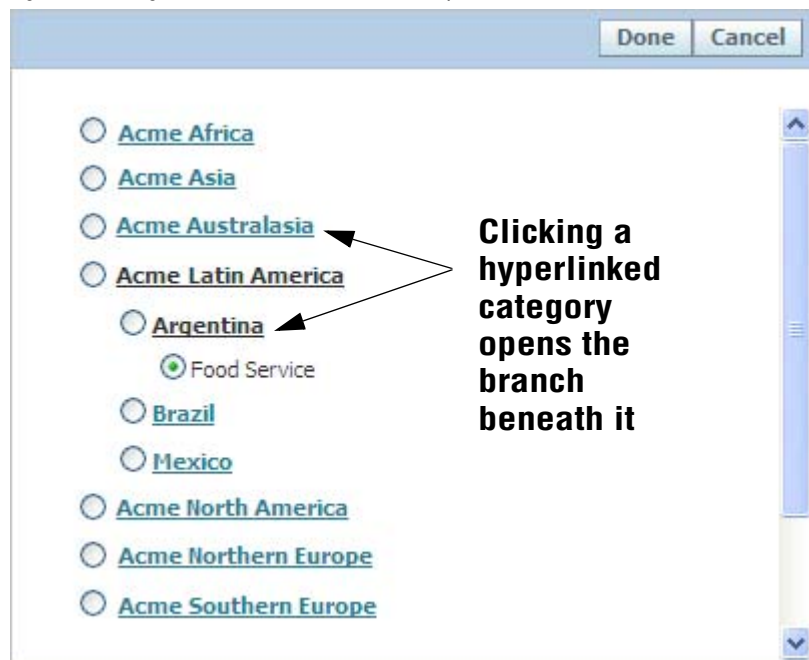 Done Cancel
Acme Africa
Acme Asia
Acme Australasia
Acme Latin America
Argentina
Food Service
Brazil
Mexico
Acme North America
Acme Northern Europe
Acme Southern Europe
Clicking a
hyperlinked
category
opens the
branch
beneath it